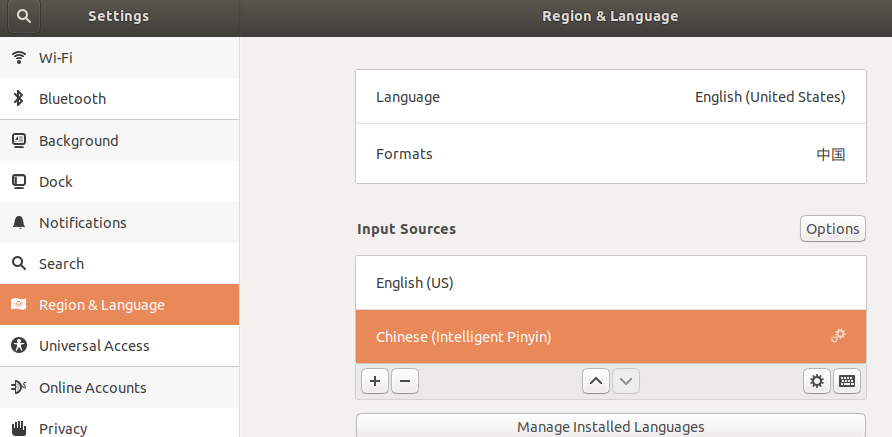 Settings
Region & Language
Wi-Fi
Bluetooth
Background
Dock
Notifications
Search
Region & Language
Universal Access
Online Accounts
Privacy
Language English (United States)
Formats 中国
Input Sources Options
English (US)
Chinese (Intelligent Pinyin)
Manage Installed Languages